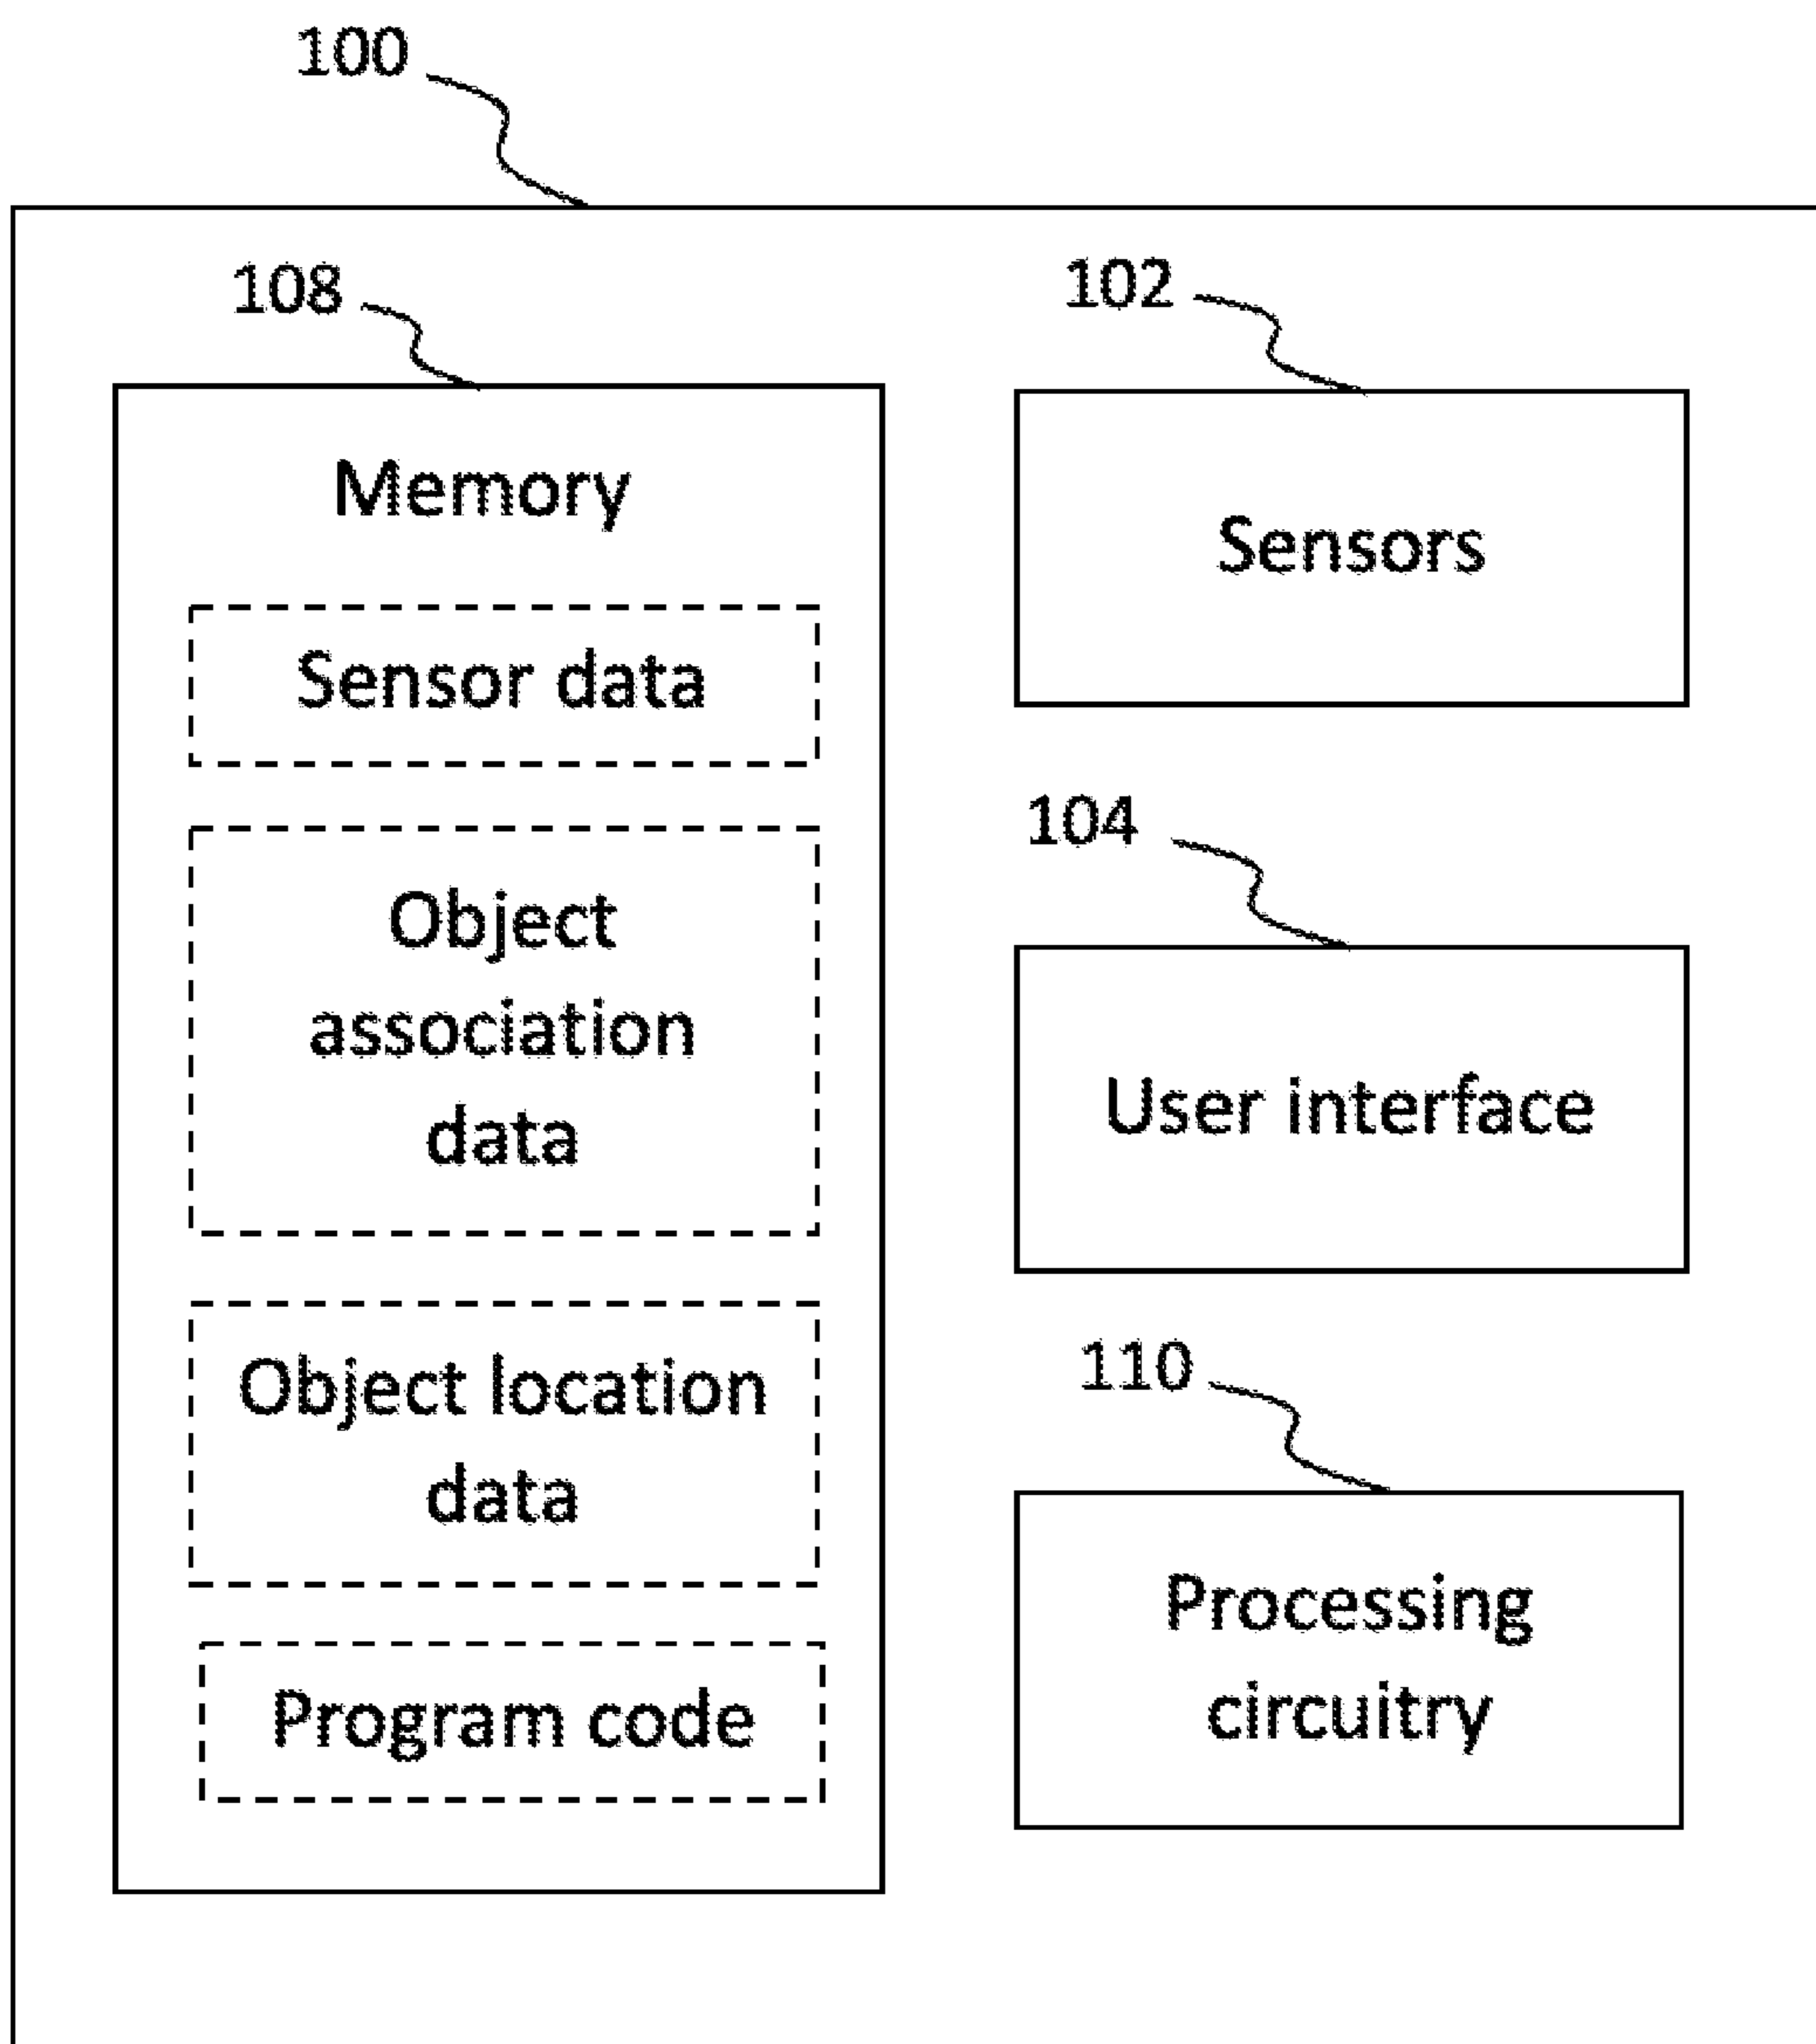 100
108
Memory
Sensor data
Object
association
data
Object location
data
Program code
102
Sensors
104
User interface
110
Processing
circuitry